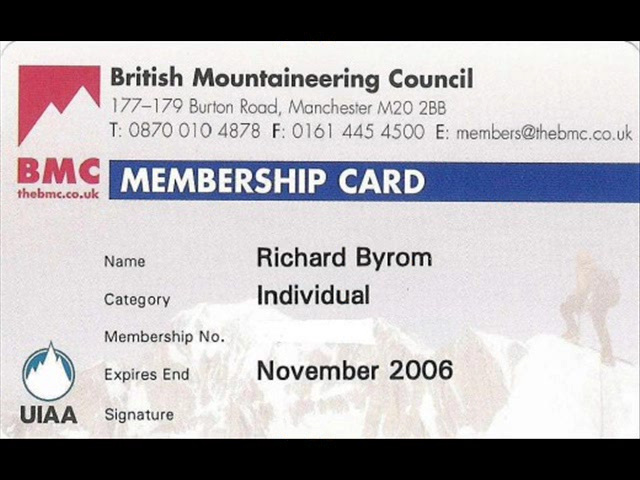 British Mountaineering Council
177–179 Burton Road, Manchester M20 2BB
T: 0870 010 4878 F: 0161 445 4500 E: members@thebmc.co.uk
BMC
thebmc.co.uk
MEMBERSHIP CARD
Name Richard Byrom
Category Individual
Membership No.
Expires End November 2006
UIAA
Signature